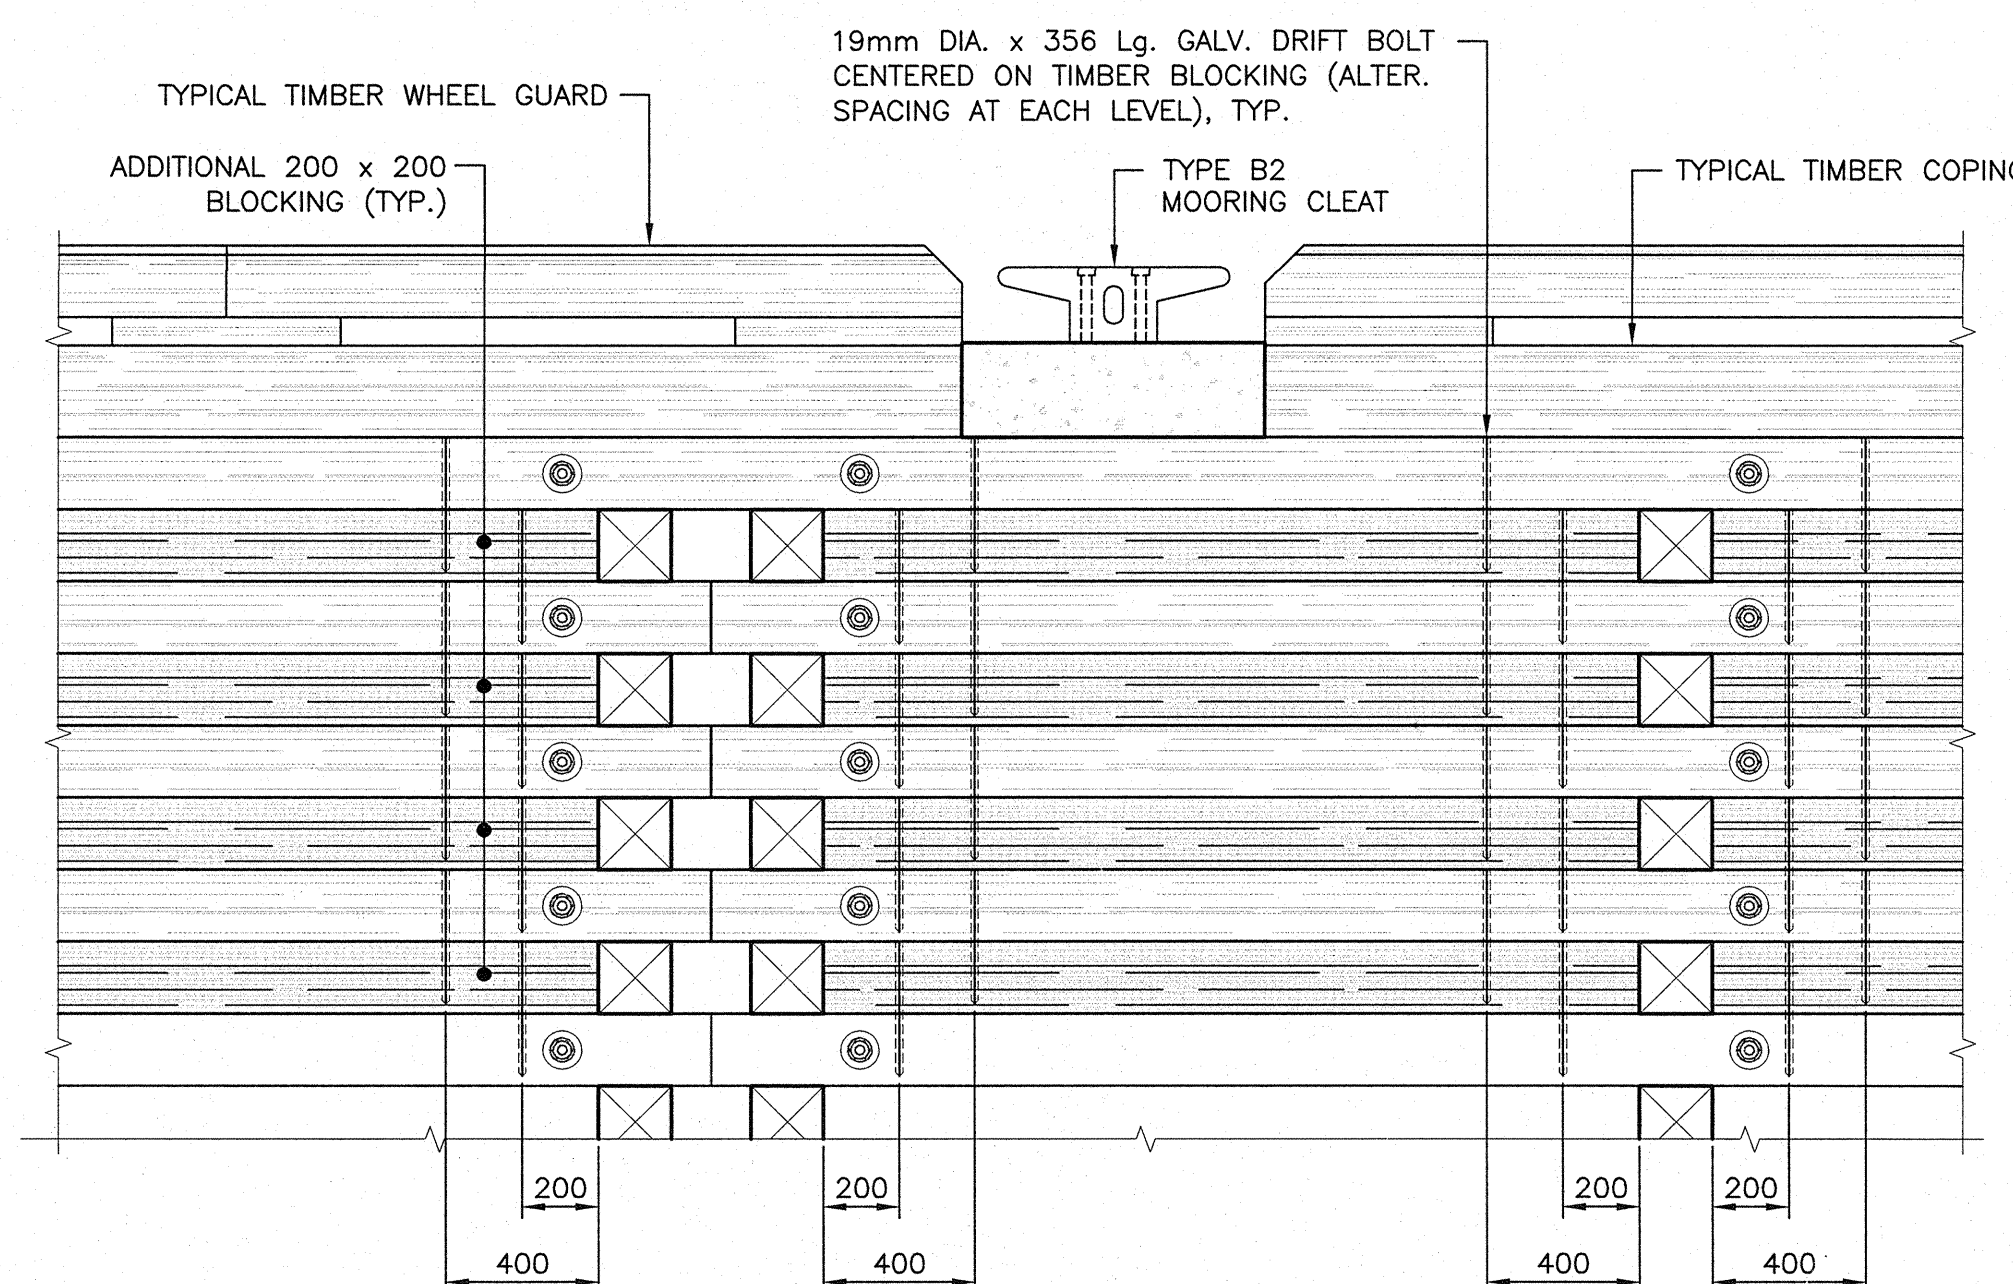 19mm DIA. x 356 Lg. GALV. DRIFT BOLT
CENTERED ON TIMBER BLOCKING (ALTER.
SPACING AT EACH LEVEL), TYP.
TYPICAL TIMBER WHEEL GUARD
ADDITIONAL 200 x 200
BLOCKING (TYP.)
TYPE B2
MOORING CLEAT
TYPICAL TIMBER COPING
200
200
200
200
400
400
400
400